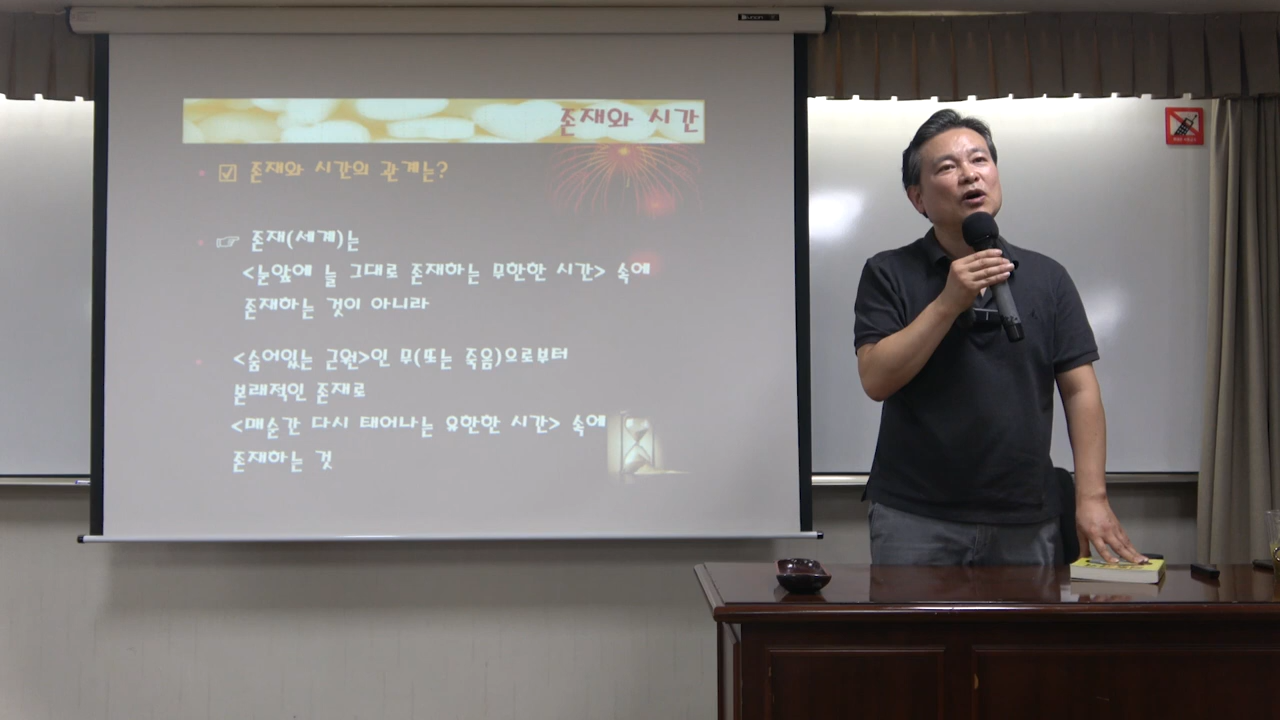 존재와 시간
☑ 존재와 시간의 관계는?
☞ 존재(세계)는
<눈앞에 늘 그대로 존재하는 무한한 시간> 속에
존재하는 것이 아니라
<숨어있는 근원>인 무(또는 죽음)으로부터
본래적인 존재로
<매순간 다시 태어나는 유한한 시간> 속에
존재하는 것